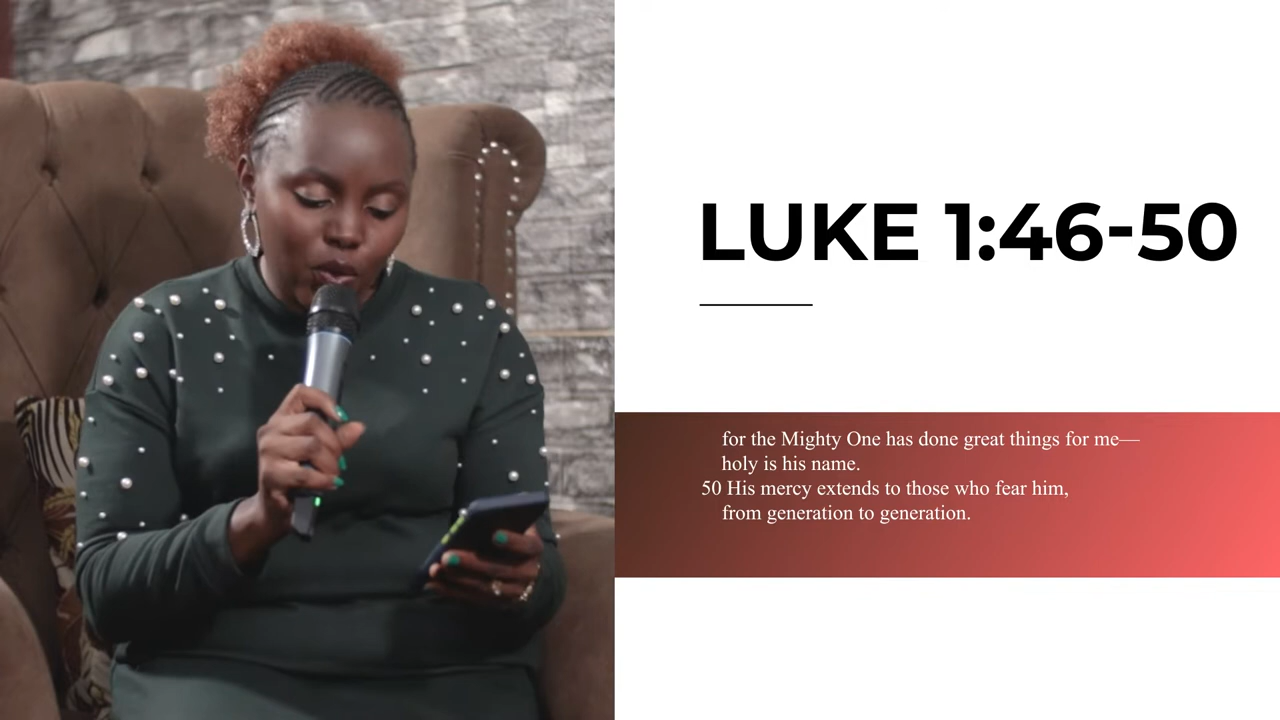 LUKE 1:46-50
for the Mighty One has done great things for me—
holy is his name.
50 His mercy extends to those who fear him,
from generation to generation.